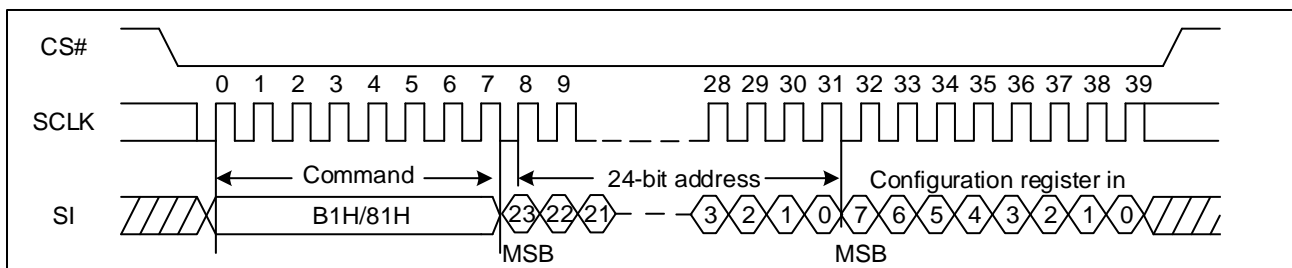 CS#
0 1 2 3 4 5 6 7 8 9 28 29 30 31 32 33 34 35 36 37 38 39
SCLK
Command 24-bit address Configuration register in
SI B1H/81H 23 22 21 3 2 1 0 7 6 5 4 3 2 1 0
MSB MSB